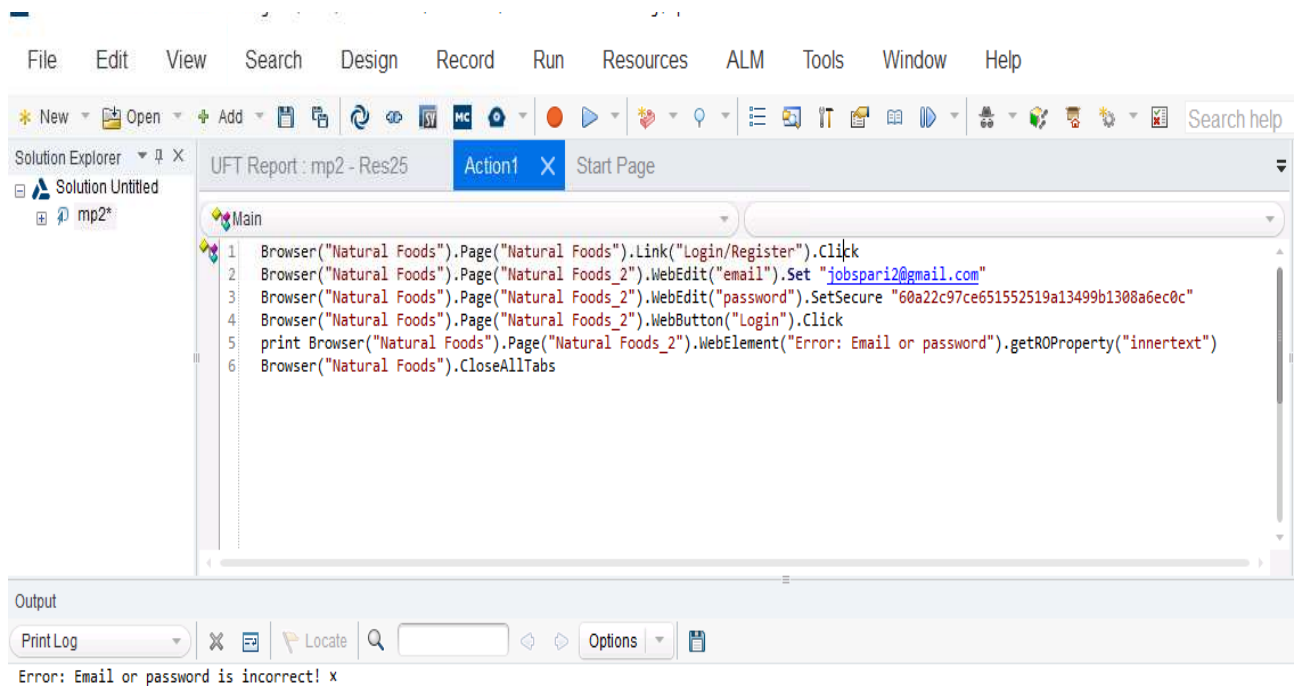 File Edit View Search Design Record Run Resources ALM Tools Window Help
New Open Add Search help
Solution Explorer
Solution Untitled
mp2*
UFT Report : mp2 - Res25 Action1 X Start Page
Main
1 Browser("Natural Foods").Page("Natural Foods").Link("Login/Register").Click
2 Browser("Natural Foods").Page("Natural Foods_2").WebEdit("email").Set "jobspari2@gmail.com"
3 Browser("Natural Foods").Page("Natural Foods_2").WebEdit("password").SetSecure "60a22c97ce651552519a13499b1308a6ec0c"
4 Browser("Natural Foods").Page("Natural Foods_2").WebButton("Login").Click
5 print Browser("Natural Foods").Page("Natural Foods_2").WebElement("Error: Email or password").getROProperty("innertext")
6 Browser("Natural Foods").CloseAllTabs
Output
Print Log Locate Options
Error: Email or password is incorrect! x